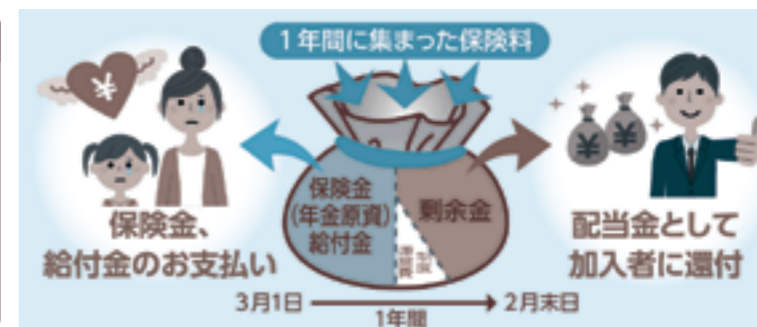 1年間に集まった保険料
¥
保険金
(年金原資)
給付金
剰余金
¥
¥
保険金、
給付金のお支払い
配当金として
加入者に還付
3月1日
2月末日
1年間